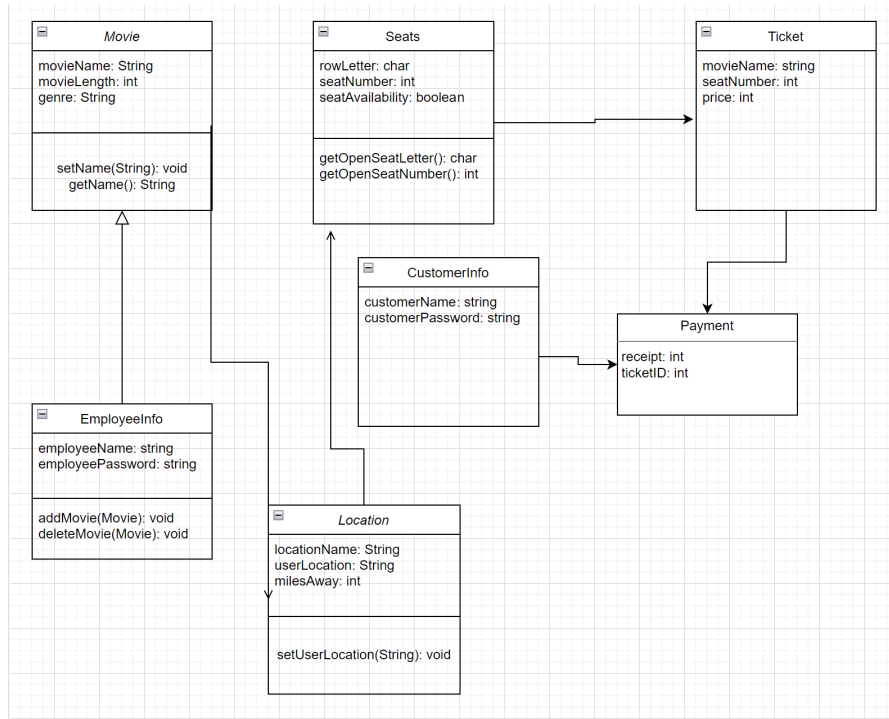 Movie
movieName: String
movieLength: int
genre: String
setName(String): void
getName(): String
Seats
rowLetter: char
seatNumber: int
seatAvailability: boolean
getOpenSeatLetter(): char
getOpenSeatNumber(): int
Ticket
movieName: string
seatNumber: int
price: int
CustomerInfo
customerName: string
customerPassword: string
Payment
receipt: int
ticketID: int
EmployeeInfo
employeeName: string
employeePassword: string
addMovie(Movie): void
deleteMovie(Movie): void
Location
locationName: String
userLocation: String
milesAway: int
setUserLocation(String): void